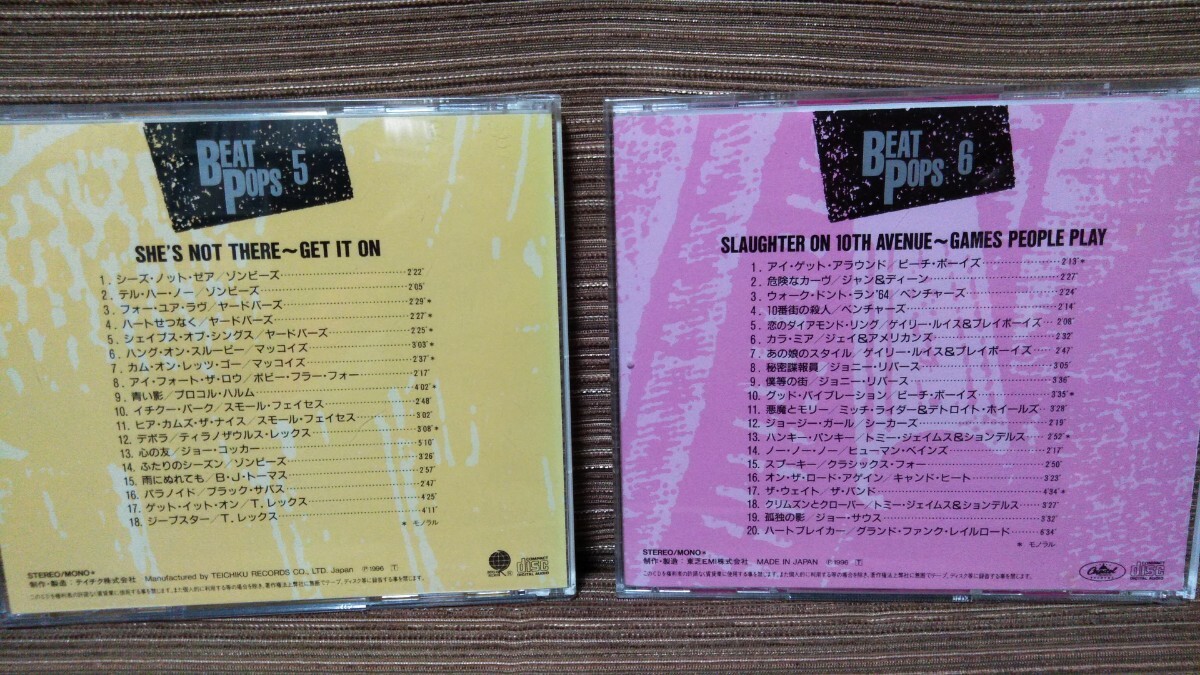 BEAT
POPS 5
SHE'S NOT THERE～GET IT ON
1. シーズ・ノット・ゼア／ゾンビーズ 2'22"
2. テル・ハー・ノー／ゾンビーズ 2'05"
3. フォー・ユア・ラヴ／ヤードバーズ 2'29"*
4. ハートせつなく／ヤードバーズ 2'27"*
5. シェイプス・オブ・シングス／ヤードバーズ 2'25"*
6. ハング・オン・スルーピー／マッコイズ 3'03"*
7. カム・オン・レッツ・ゴー／マッコイズ 2'37"*
8. アイ・フォート・ザ・ロウ／ボビー・フラー・フォー 2'17"
9. 青い影／プロコル・ハルム 4'02"*
10. イチクー・パーク／スモール・フェイセス 2'48"
11. ヒア・カムズ・ザ・ナイス／スモール・フェイセス 3'02"
12. デボラ／ティラノザウルス・レックス 3'08"*
13. 心の友／ジョー・コッカー 5'10"
14. ふたりのシーズン／ゾンビーズ 3'26"
15. 雨にぬれても／B・J・トーマス 2'57"
16. パラノイド／ブラック・サバス 2'47"
17. ゲット・イット・オン／T. レックス 4'25"
18. ジープスター／T. レックス 4'11"
* モノラル
STEREO/MONO*
制作・製造：テイチク株式会社 Manufactured by TEICHIKU RECORDS CO., LTD. Japan Ⓟ1996 T
COMPACT
disc
DIGITAL AUDIO
BEAT
POPS 6
SLAUGHTER ON 10TH AVENUE～GAMES PEOPLE PLAY
1. アイ・ゲット・アラウンド／ビーチ・ボーイズ 2'13"*
2. 危険なカーヴ／ジャン&ディーン 2'27"
3. ウォーク・ドント・ラン'64／ベンチャーズ 2'24"
4. 10番街の殺人／ベンチャーズ 2'14"
5. 恋のダイアモンド・リング／ゲイリー・ルイス&プレイボーイズ 2'08"
6. カラ・ミア／ジェイ&アメリカンズ 2'32"
7. あの娘のスタイル／ゲイリー・ルイス&プレイボーイズ 2'47"
8. 秘密諜報員／ジョニー・リバース 3'05"
9. 僕等の街／ジョニー・リバース 3'36"
10. グッド・バイブレーション／ビーチ・ボーイズ 3'35"*
11. 悪魔とモリー／ミッチ・ライダー&デトロイト・ホイールズ 3'28"
12. ジョージー・ガール／シーカーズ 2'19"
13. ハンキー・パンキー／トミー・ジェイムス&ションデルス 2'52"*
14. ノー・ノー・ノー／ヒューマン・ベインズ 2'17"
15. スプーキー／クラシックス・フォー 2'50"
16. オン・ザ・ロード・アゲイン／キャンド・ヒート 3'23"
17. ザ・ウェイト／ザ・バンド 4'34"*
18. クリムズンとクローバー／トミー・ジェイムス&ションデルス 3'27"
19. 孤独の影／ジョー・サウス 3'32"
20. ハートブレイカー／グランド・ファンク・レイルロード 6'34"
* モノラル
STEREO/MONO*
制作・製造：東芝EMI株式会社 MADE IN JAPAN Ⓟ1996 T
Capitol
COMPACT
disc
DIGITAL AUDIO